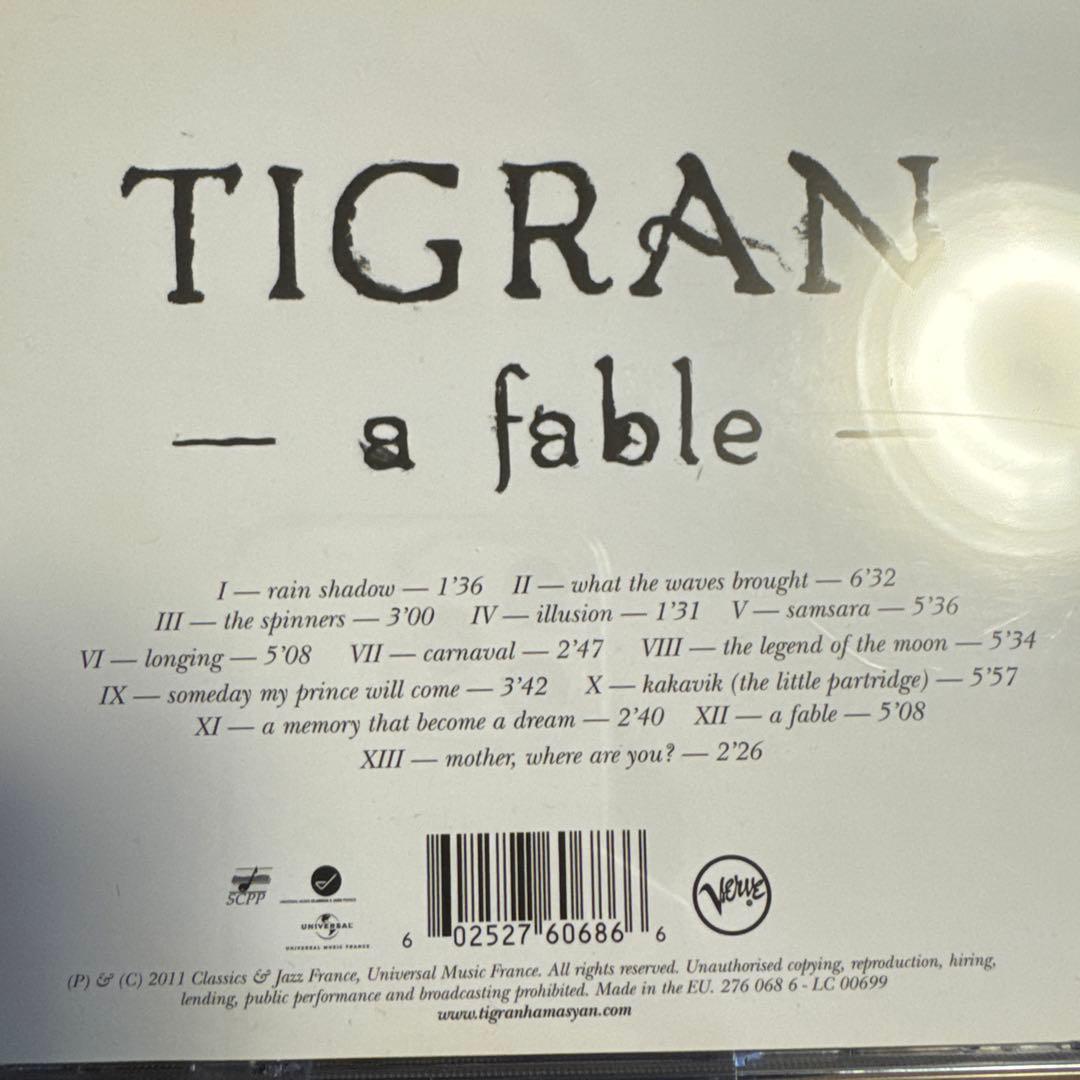 TIGRAN
— a fable —
I — rain shadow — 1’36 II — what the waves brought — 6’32
III — the spinners — 3’00 IV — illusion — 1’31 V — samsara — 5’36
VI — longing — 5’08 VII — carnaval — 2’47 VIII — the legend of the moon — 5’34
IX — someday my prince will come — 3’42 X — kakavik (the little partridge) — 5’57
XI — a memory that become a dream — 2’40 XII — a fable — 5’08
XIII — mother, where are you? — 2’26
SCPP
UNIVERSAL
UNIVERSAL MUSIC FRANCE
6 02527 60686 6
Verve
(P) & (C) 2011 Classics & Jazz France, Universal Music France. All rights reserved. Unauthorised copying, reproduction, hiring,
lending, public performance and broadcasting prohibited. Made in the EU. 276 068 6 - LC 00699
www.tigranhamasyan.com